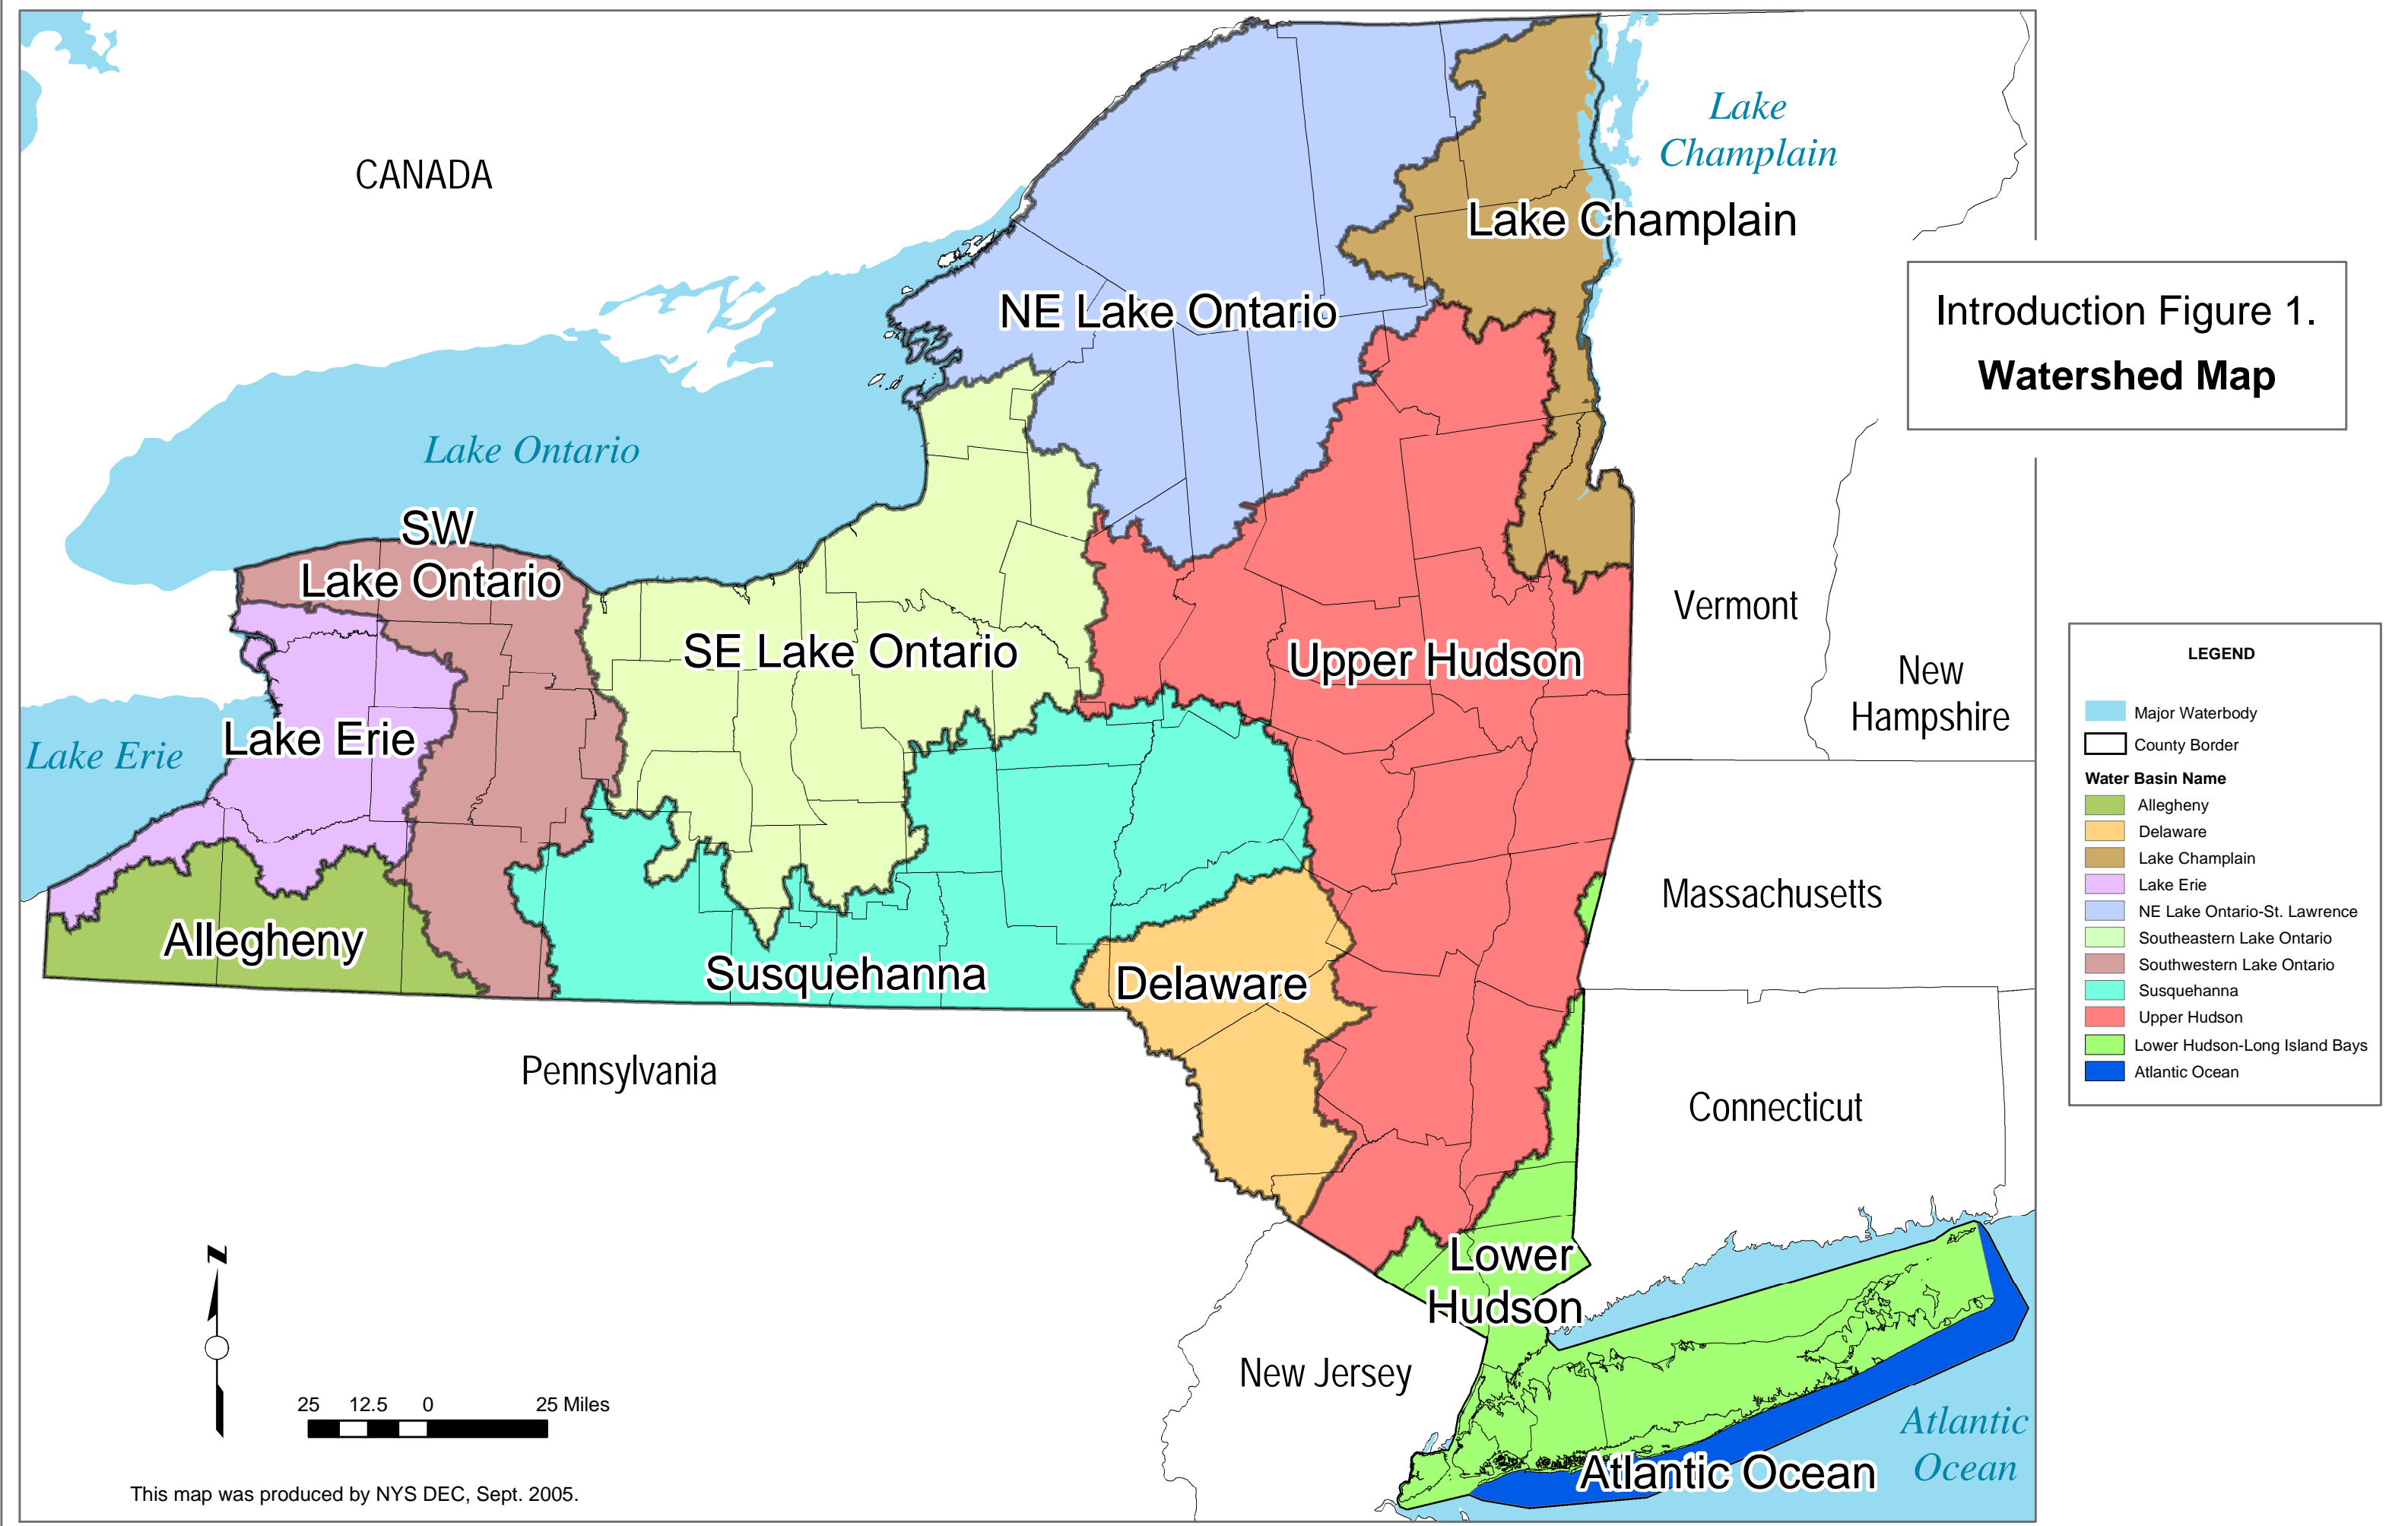 CANADA
Lake
Champlain
Lake Champlain
Introduction Figure 1.
Watershed Map
NE Lake Ontario
Lake Ontario
SW
Lake Ontario
SE Lake Ontario
Upper Hudson
Vermont
New
Hampshire
Lake Erie
Lake Erie
Massachusetts
Allegheny
Susquehanna
Delaware
Pennsylvania
Connecticut
Lower
Hudson
New Jersey
Atlantic
Ocean
Atlantic Ocean
LEGEND
Major Waterbody
County Border
Water Basin Name
Allegheny
Delaware
Lake Champlain
Lake Erie
NE Lake Ontario-St. Lawrence
Southeastern Lake Ontario
Southwestern Lake Ontario
Susquehanna
Upper Hudson
Lower Hudson-Long Island Bays
Atlantic Ocean
N
25 12.5 0 25 Miles
This map was produced by NYS DEC, Sept. 2005.